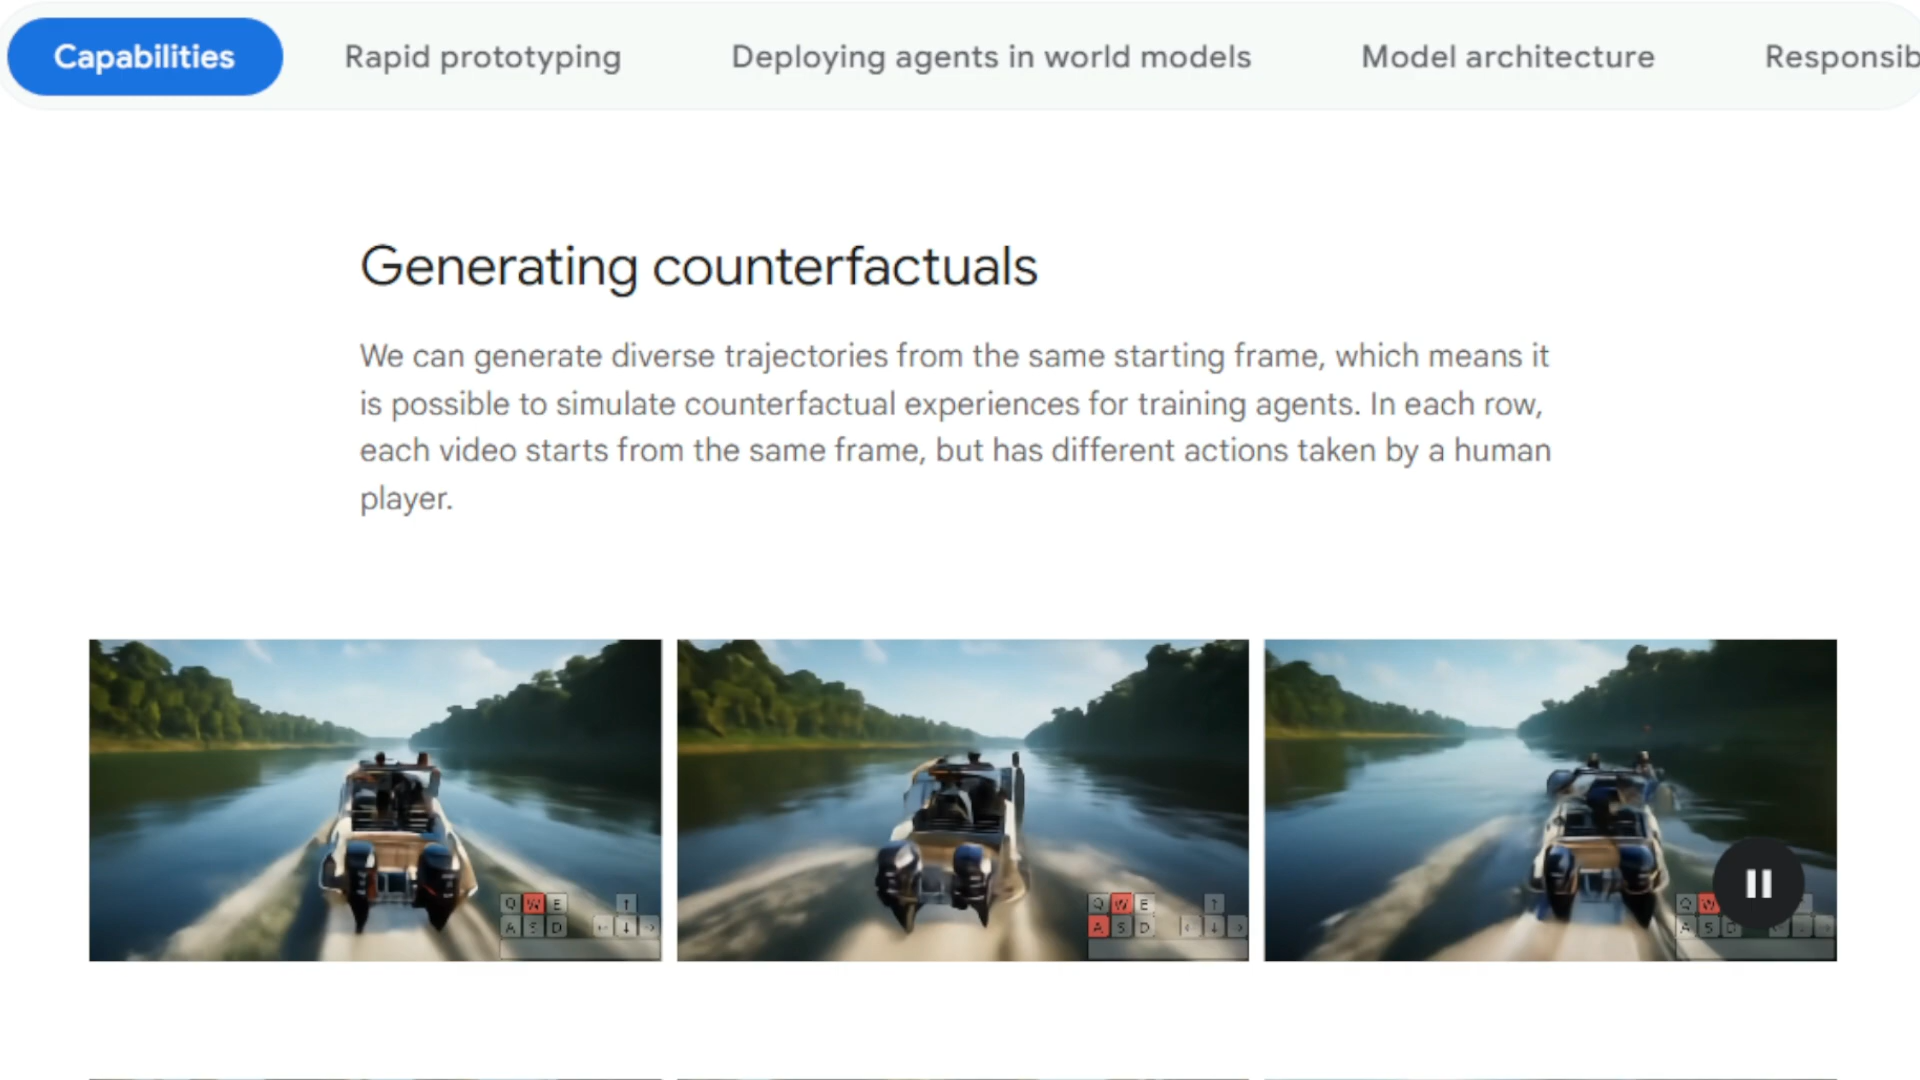 Capabilities
Rapid prototyping
Deploying agents in world models
Model architecture
Responsib
Generating counterfactuals
We can generate diverse trajectories from the same starting frame, which means it
is possible to simulate counterfactual experiences for training agents. In each row,
each video starts from the same frame, but has different actions taken by a human
player.
Q W E ↑
A S D ← ↓ →
Q W E ↑
A S D ← ↓ →
Q W
A S